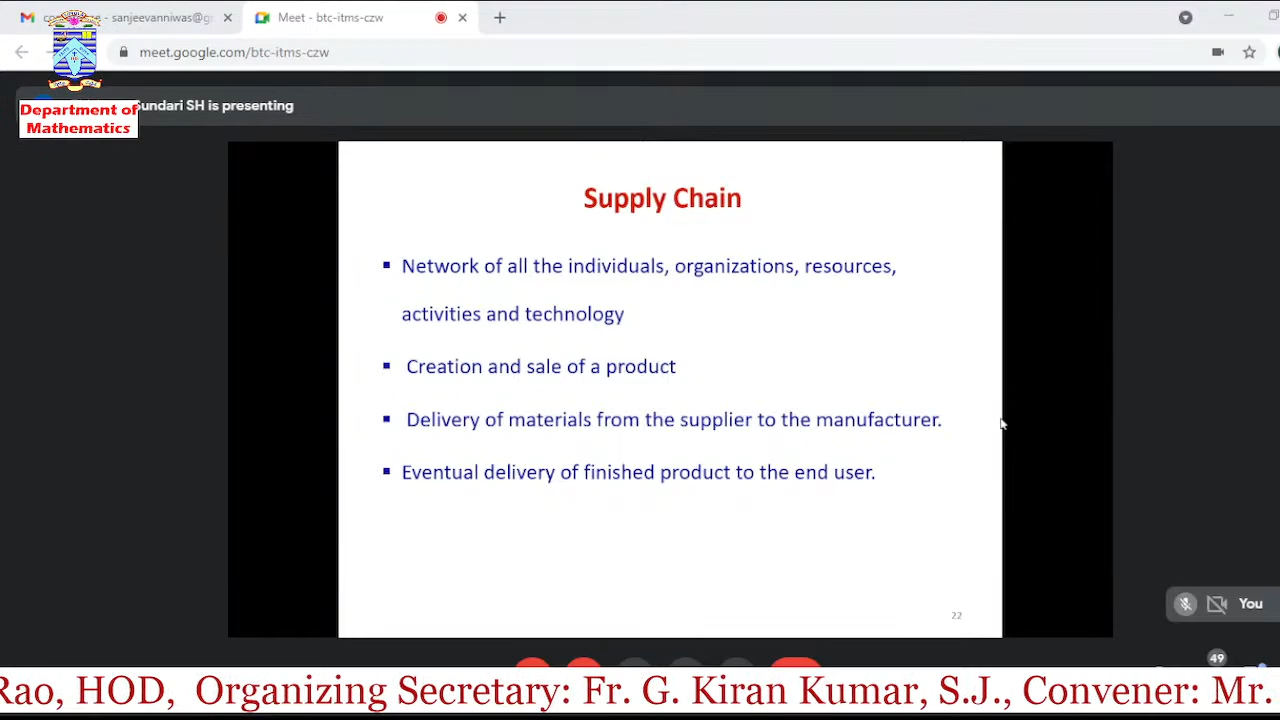 sanjeevanniwas@g
Meet - btc-itms-czw
meet.google.com/btc-itms-czw
Department of
Mathematics
undari SH is presenting
Supply Chain
▪ Network of all the individuals, organizations, resources,
activities and technology
▪ Creation and sale of a product
▪ Delivery of materials from the supplier to the manufacturer.
▪ Eventual delivery of finished product to the end user.
22
You
49
Rao, HOD, Organizing Secretary: Fr. G. Kiran Kumar, S.J., Convener: Mr.